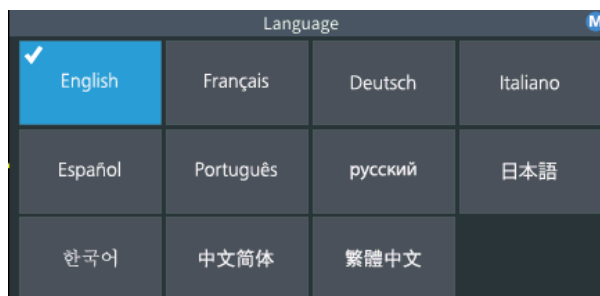 Language
M
English
Français
Deutsch
Italiano
Español
Português
русский
日本語
한국어
中文简体
繁體中文